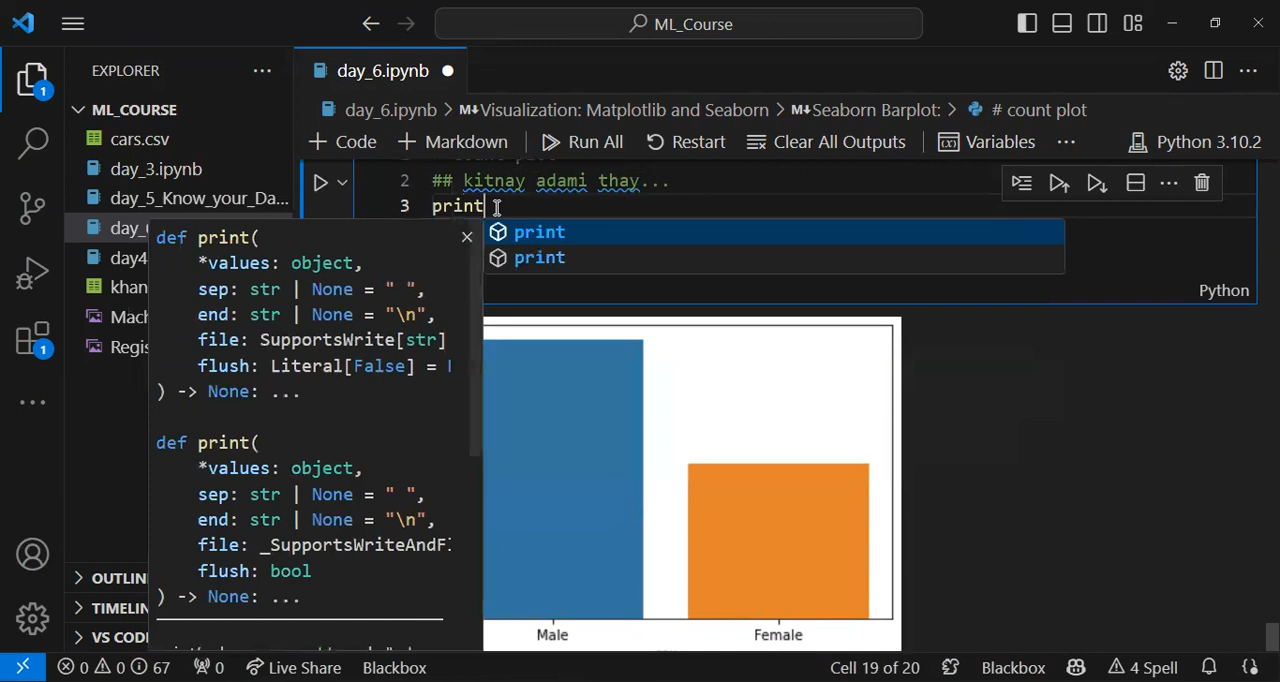 ML_Course
EXPLORER
ML_COURSE
cars.csv
day_3.ipynb
day_5_Know_your_Da...
day_6
day4
khan
Mach
Regis
OUTLIN
TIMELIN
VS COD
day_6.ipynb
day_6.ipynb > Visualization: Matplotlib and Seaborn > Seaborn Barplot: > # count plot
+ Code + Markdown Run All Restart Clear All Outputs Variables ... Python 3.10.2
2 ## kitnay adami thay...
3 print
print
print
def print(
*values: object,
sep: str | None = " ",
end: str | None = "\n",
file: SupportsWrite[str]
flush: Literal[False] =
) -> None: ...
def print(
*values: object,
sep: str | None = " ",
end: str | None = "\n",
file: _SupportsWriteAndFl
flush: bool
) -> None: ...
Python
Male Female
0 0 67 0 Live Share Blackbox Cell 19 of 20 Blackbox 4 Spell
1
1